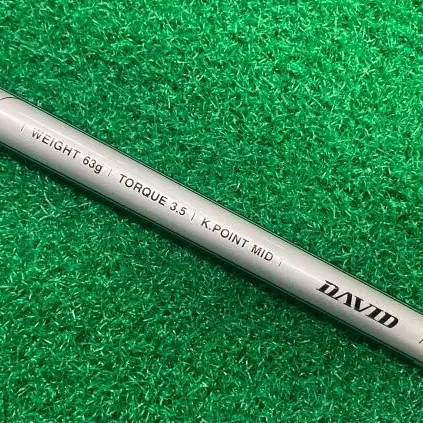 | WEIGHT 63g | TORQUE 3.5 | K.POINT MID |
DAVID